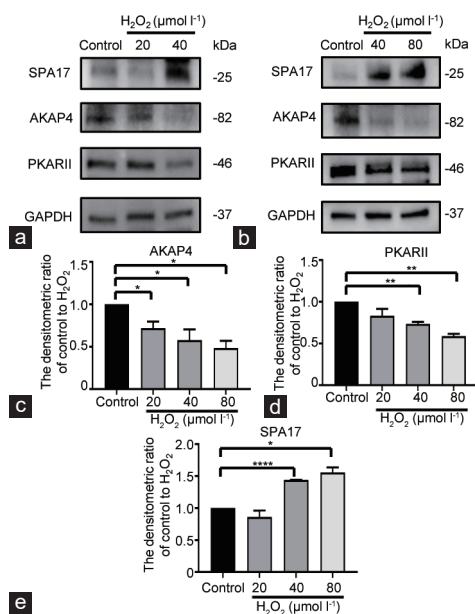 H₂O₂ (μmol l⁻¹)
Control 20 40 kDa
SPA17 -25
AKAP4 -82
PKARII -46
GAPDH -37
a
H₂O₂ (μmol l⁻¹)
Control 40 80 kDa
SPA17 -25
AKAP4 -82
PKARII -46
GAPDH -37
b
AKAP4
The densitometric ratio
of control to H₂O₂
1.5
1.0
0.5
0.0
*
*
*
Control 20 40 80
H₂O₂ (μmol l⁻¹)
c
PKARII
The densitometric ratio
of control to H₂O₂
1.5
1.0
0.5
0.0
**
**
Control 20 40 80
H₂O₂ (μmol l⁻¹)
d
SPA17
The densitometric ratio
of control to H₂O₂
2.0
1.5
1.0
0.5
0.0
*
****
Control 20 40 80
H₂O₂ (μmol l⁻¹)
e